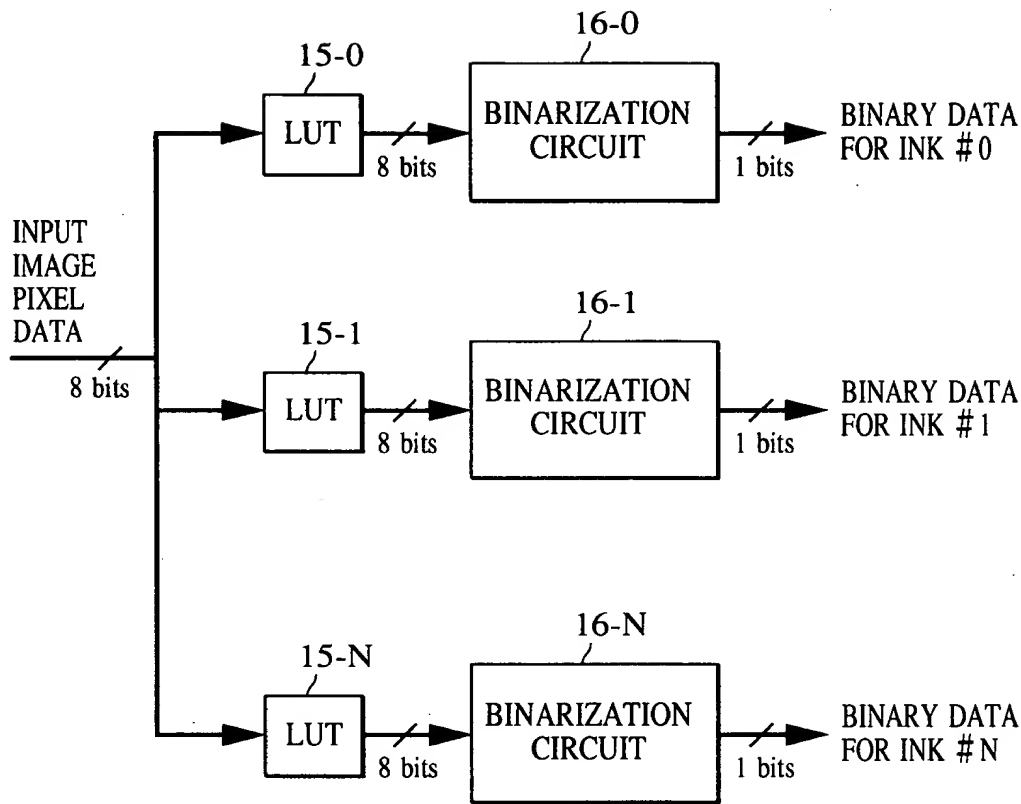 16-0
15-0
LUT
8 bits
BINARIZATION
CIRCUIT
1 bits
BINARY DATA
FOR INK #0
INPUT
IMAGE
PIXEL
DATA
8 bits
16-1
15-1
LUT
8 bits
BINARIZATION
CIRCUIT
1 bits
BINARY DATA
FOR INK #1
16-N
15-N
LUT
8 bits
BINARIZATION
CIRCUIT
1 bits
BINARY DATA
FOR INK #N